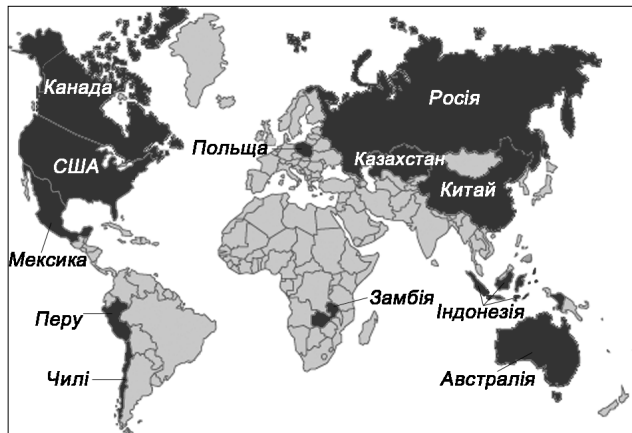 Канада
Росія
Польща
Казахстан
США
Китай
Мексика
Замбія
Індонезія
Перу
Чилі
Австралія